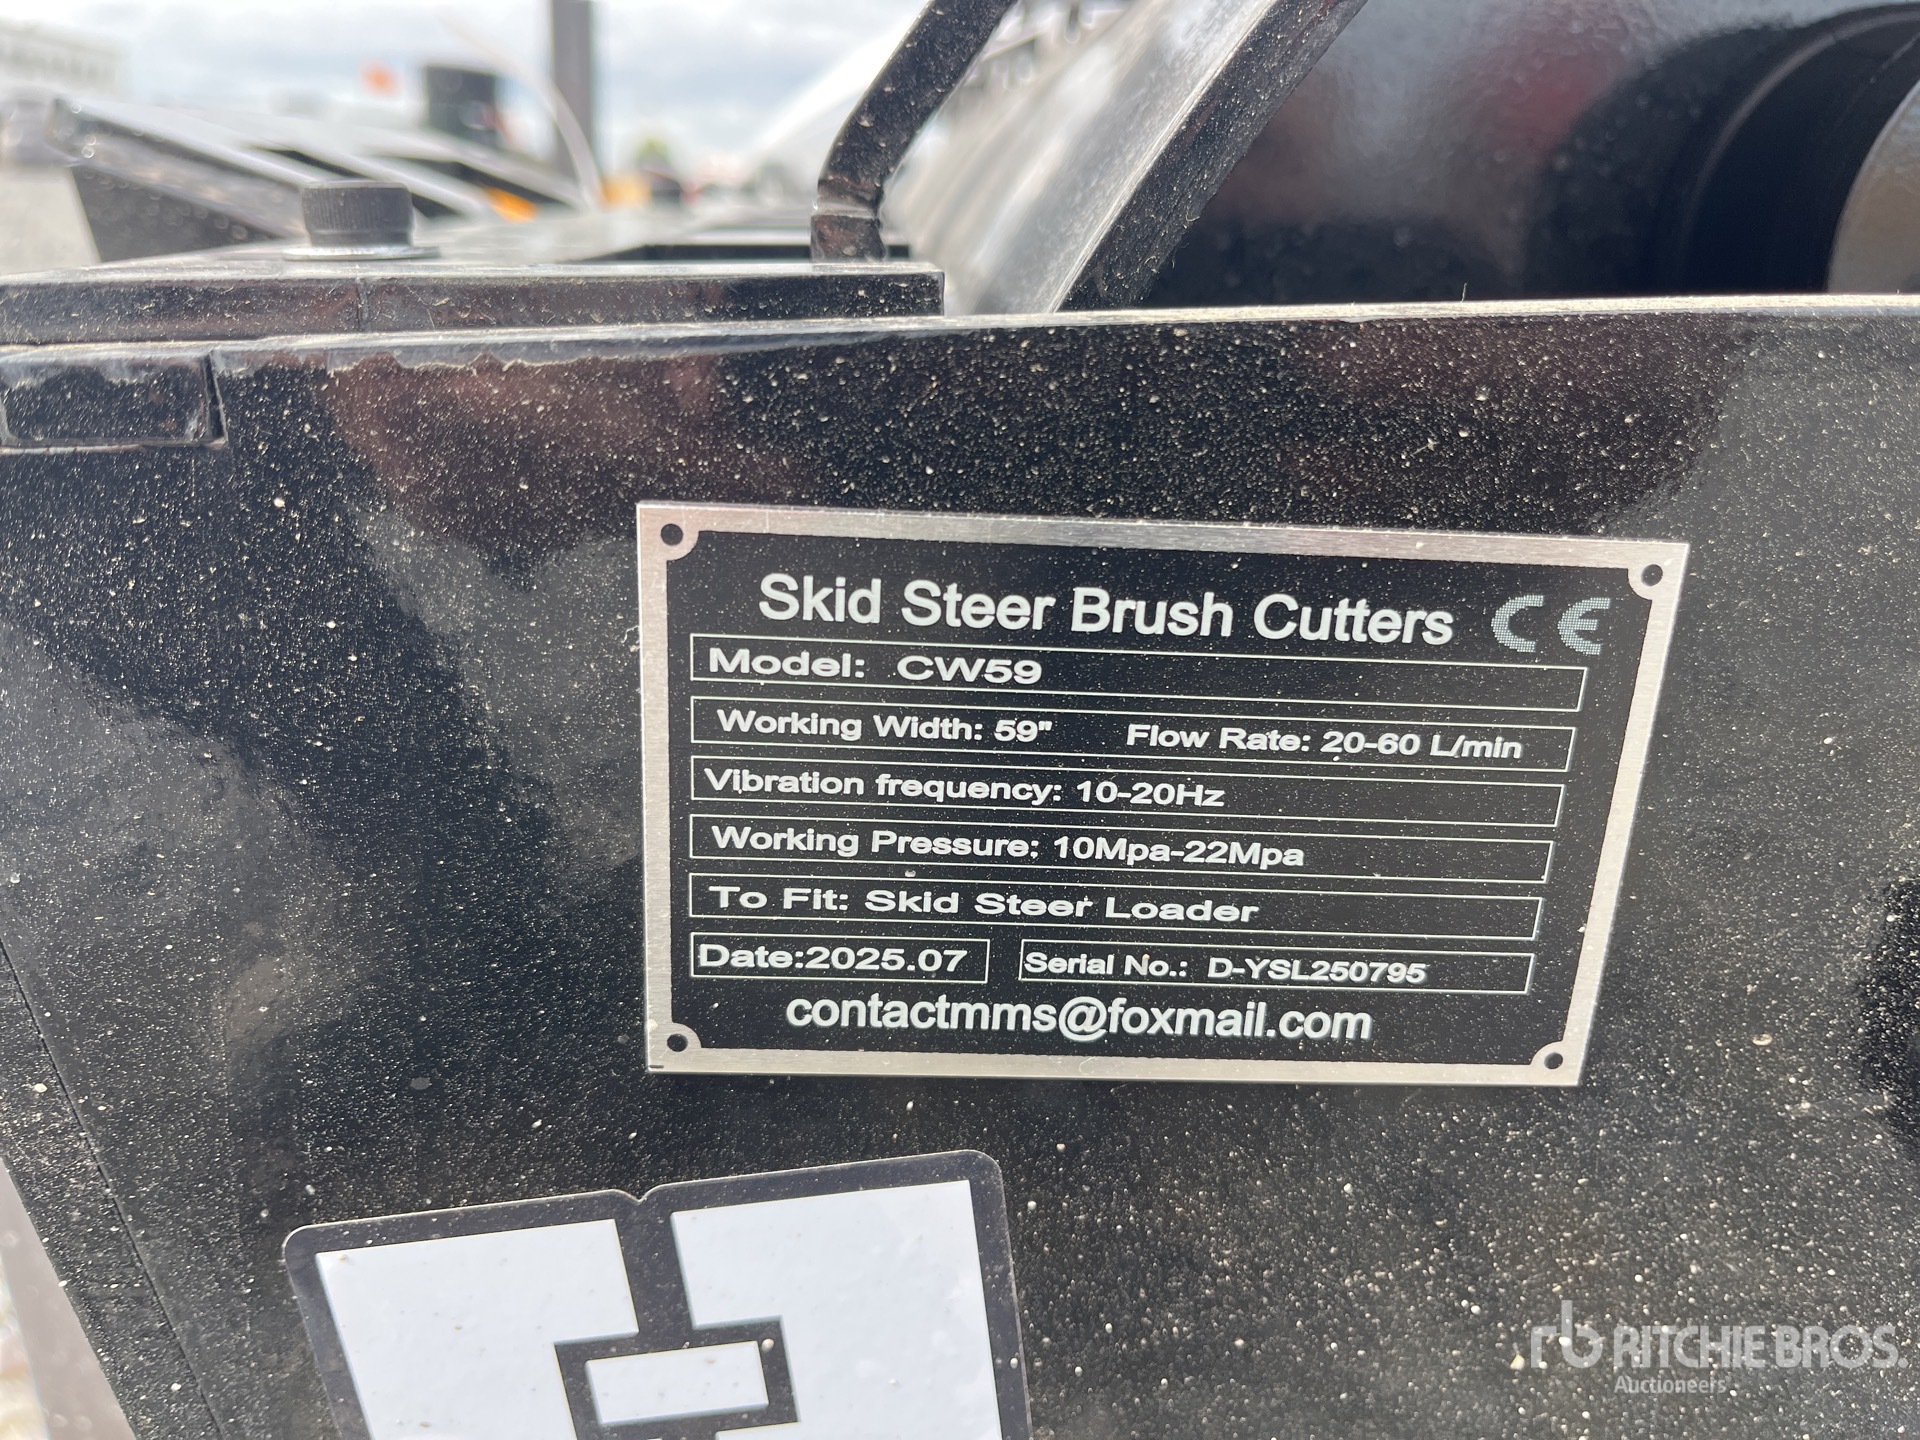 Skid Steer Brush Cutters CE
Model: CW59
Working Width: 59" Flow Rate: 20-60 L/min
Vibration frequency: 10-20Hz
Working Pressure: 10Mpa-22Mpa
To Fit: Skid Steer Loader
Date:2025.07 Serial No.: D-YSL250795
contactmms@foxmail.com
rb RITCHIE BROS.
Auctioneers